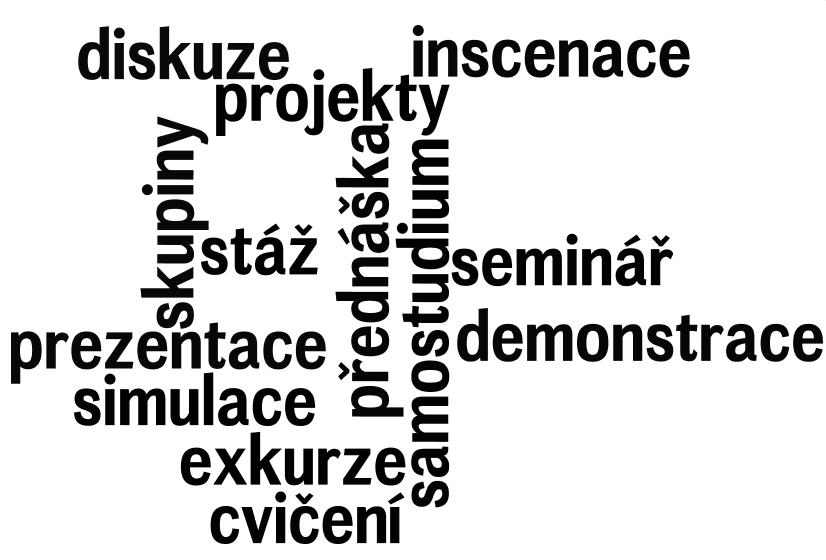 diskuze
inscenace
projekty
skupiny
přednáška
samostudium
stáž
seminář
demonstrace
prezentace
simulace
exkurze
cvičení